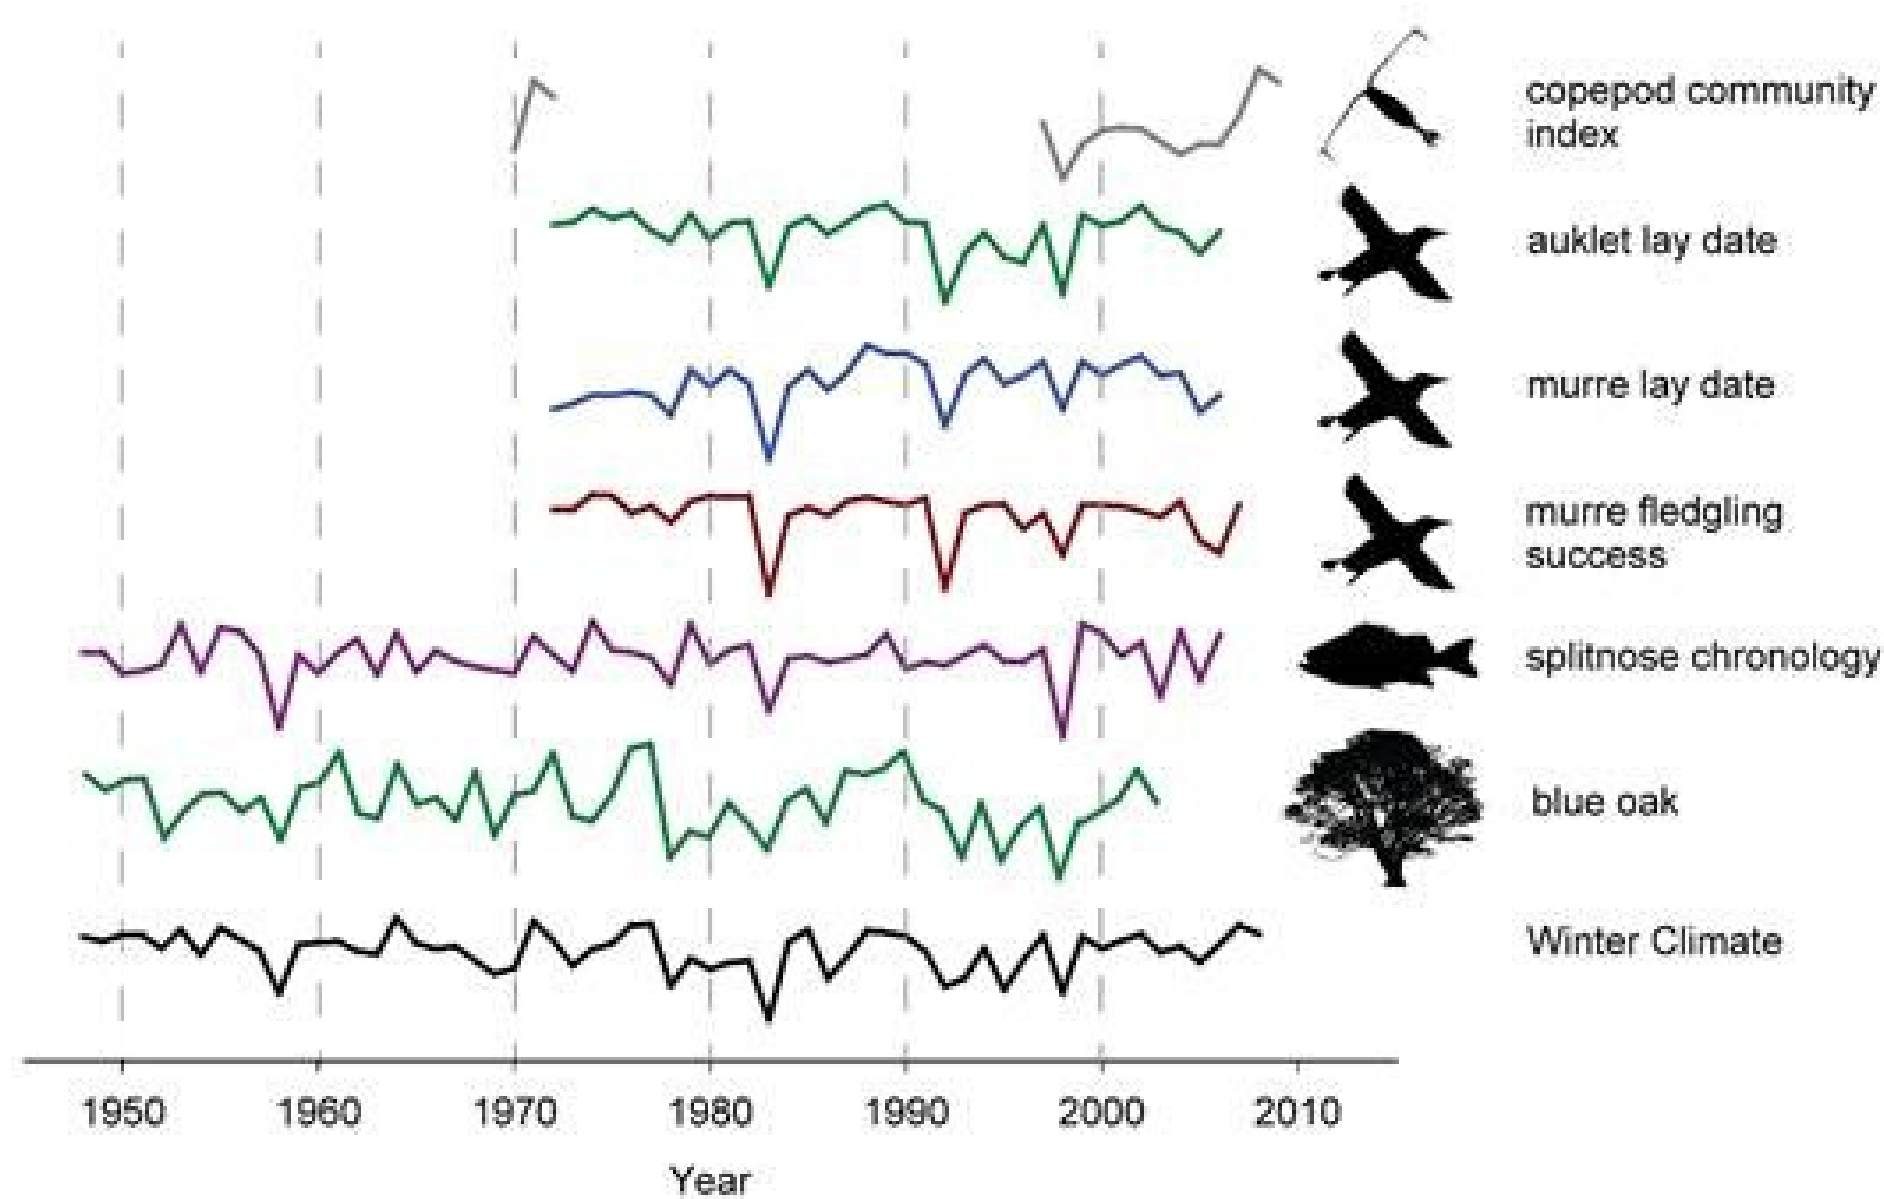 copepod community
index
auklet lay date
murre lay date
murre fledgling
success
splitnose chronology
blue oak
Winter Climate
1950 1960 1970 1980 1990 2000 2010
Year